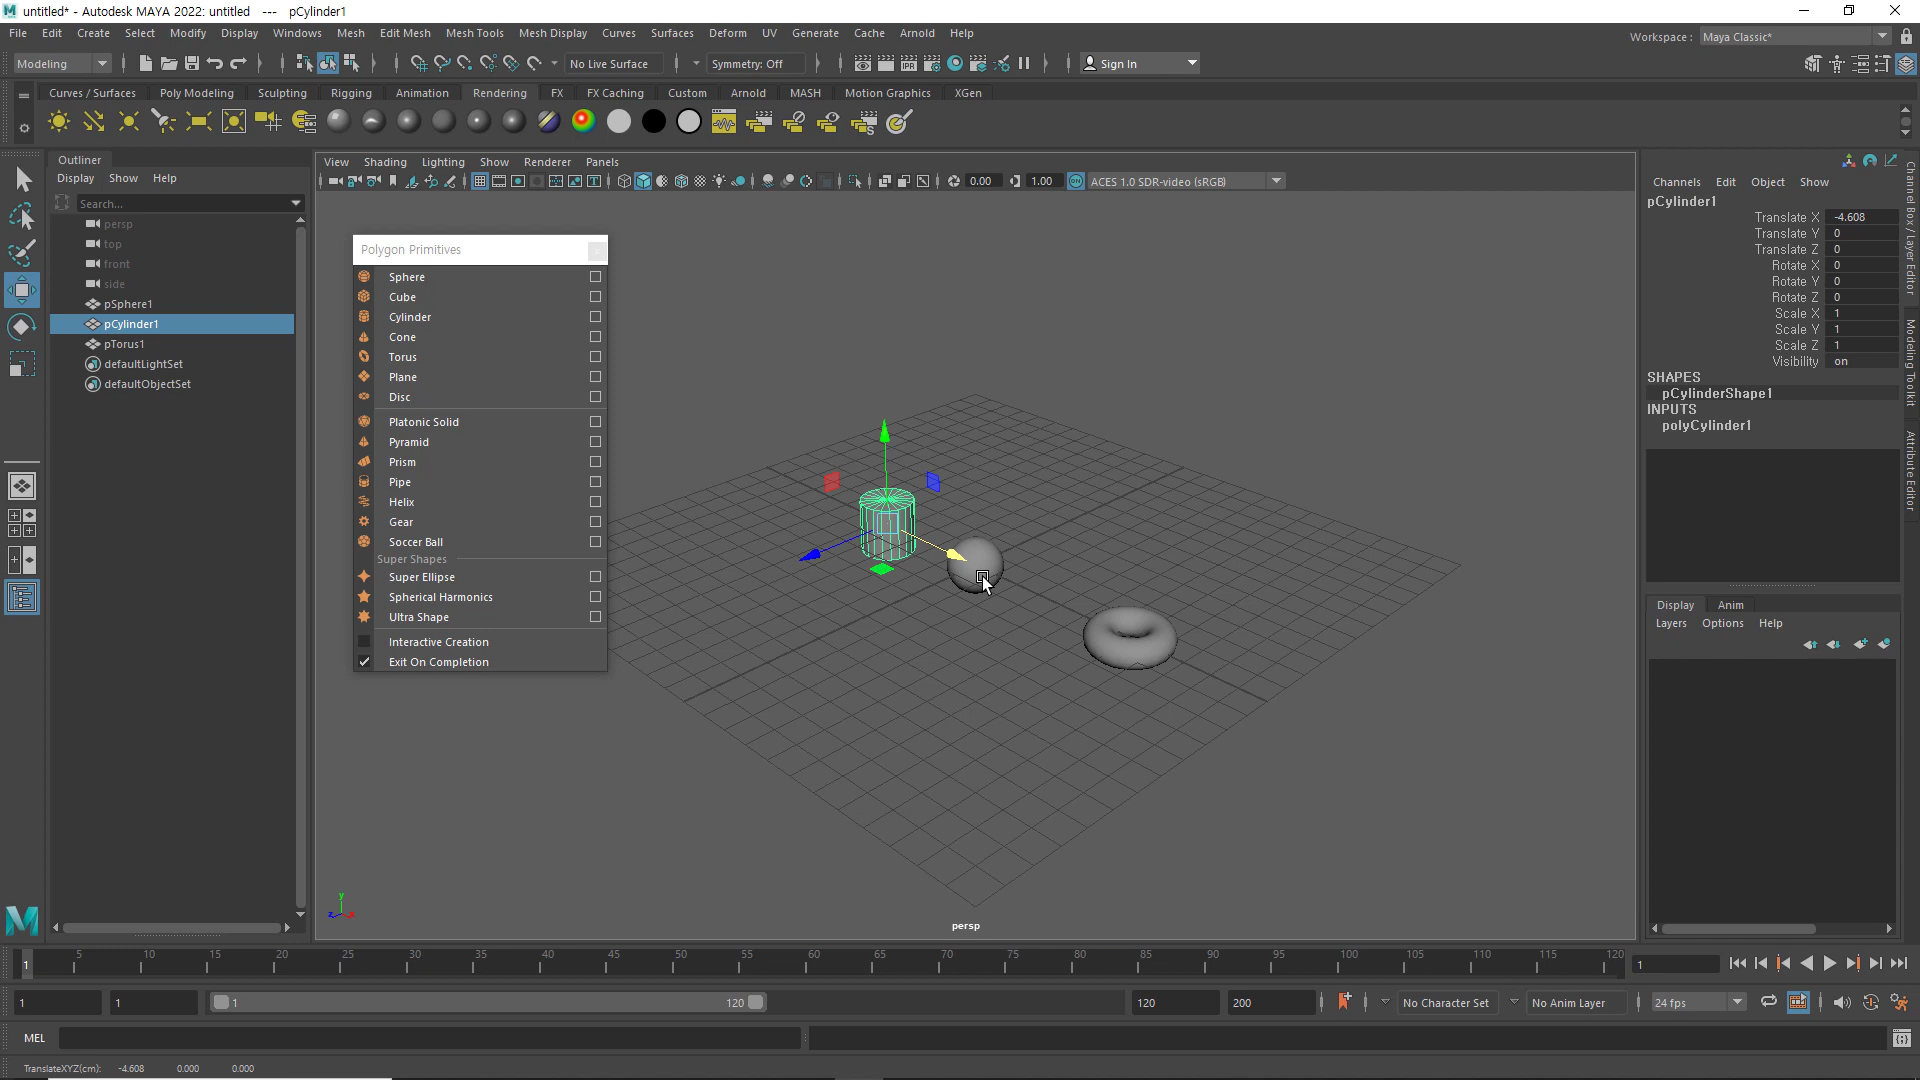 untitled* - Autodesk MAYA 2022: untitled --- pCylinder1
File Edit Create Select Modify Display Windows Mesh Edit Mesh Mesh Tools Mesh Display Curves Surfaces Deform UV Generate Cache Arnold Help
Workspace : Maya Classic*
Modeling No Live Surface Symmetry: Off Sign In
Curves / Surfaces Poly Modeling Sculpting Rigging Animation Rendering FX FX Caching Custom Arnold MASH Motion Graphics XGen
Outliner
Display Show Help
Search...
persp
top
front
side
pSphere1
pCylinder1
pTorus1
defaultLightSet
defaultObjectSet
View Shading Lighting Show Renderer Panels
0.00 1.00 ON ACES 1.0 SDR-video (sRGB)
Polygon Primitives
Sphere
Cube
Cylinder
Cone
Torus
Plane
Disc
Platonic Solid
Pyramid
Prism
Pipe
Helix
Gear
Soccer Ball
Super Shapes
Super Ellipse
Spherical Harmonics
Ultra Shape
Interactive Creation
Exit On Completion
y
z x
persp
Channels Edit Object Show
pCylinder1
Translate X -4.608
Translate Y 0
Translate Z 0
Rotate X 0
Rotate Y 0
Rotate Z 0
Scale X 1
Scale Y 1
Scale Z 1
Visibility on
SHAPES
pCylinderShape1
INPUTS
polyCylinder1
Display Anim
Layers Options Help
Channel Box / Layer Editor
Modeling Toolkit
Attribute Editor
1 5 10 15 20 25 30 35 40 45 50 55 60 65 70 75 80 85 90 95 100 105 110 115 120 1
1 1 1 120 120 200 No Character Set No Anim Layer 24 fps
MEL
TranslateXYZ(cm): -4.608 0.000 0.000